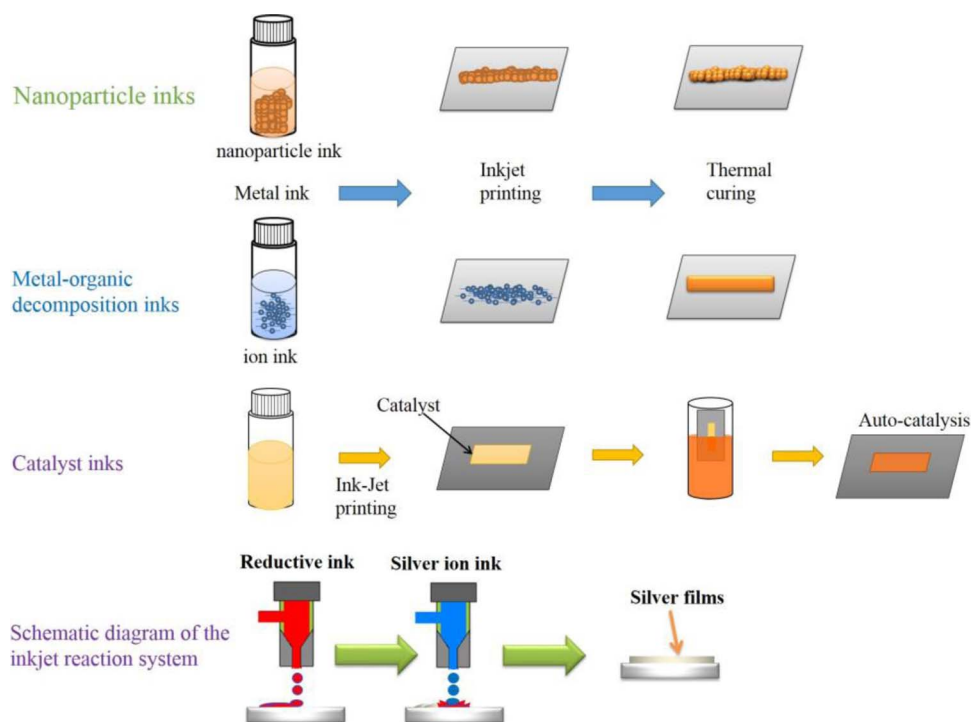 Nanoparticle inks
nanoparticle ink
Metal ink
Inkjet
printing
Thermal
curing
Metal-organic
decomposition inks
ion ink
Catalyst inks
Catalyst
Ink-Jet
printing
Auto-catalysis
Schematic diagram of the
inkjet reaction system
Reductive ink
Silver ion ink
Silver films